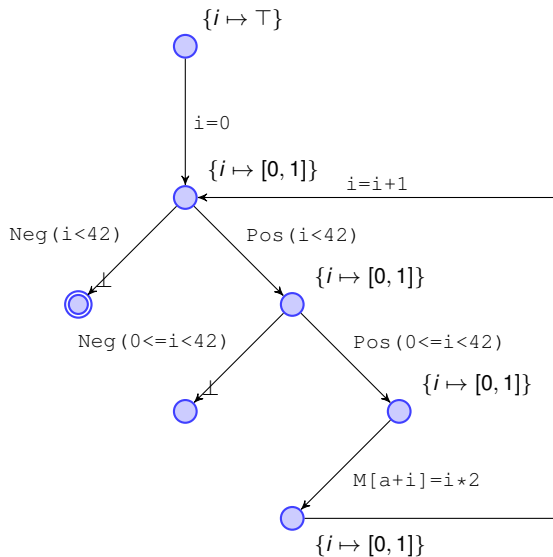 {i ↦ ⊤}
i=0
{i ↦ [0, 1]}
i=i+1
Neg(i<42)
Pos(i<42)
{i ↦ [0, 1]}
⊥
Neg(0<=i<42)
Pos(0<=i<42)
{i ↦ [0, 1]}
⊥
M[a+i]=i*2
{i ↦ [0, 1]}